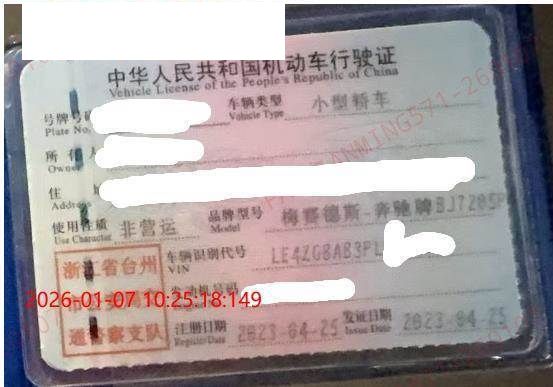 中华人民共和国机动车行驶证
Vehicle License of the People's Republic of China
号牌号码 车辆类型 小型轿车
Plate No. Vehicle Type
所有人
Owner
住 址
Address
使用性质 非营运 品牌型号 梅赛德斯-奔驰牌BJ7205
Use Character Model
浙江省台州 车辆识别代号 LE4ZG8AB3PL
VIN
2026-01-07 10:25:18:149
发动机号码
通警察支队 注册日期 2023-04-25 发证日期 2023-04-25
Register Date Issue Date